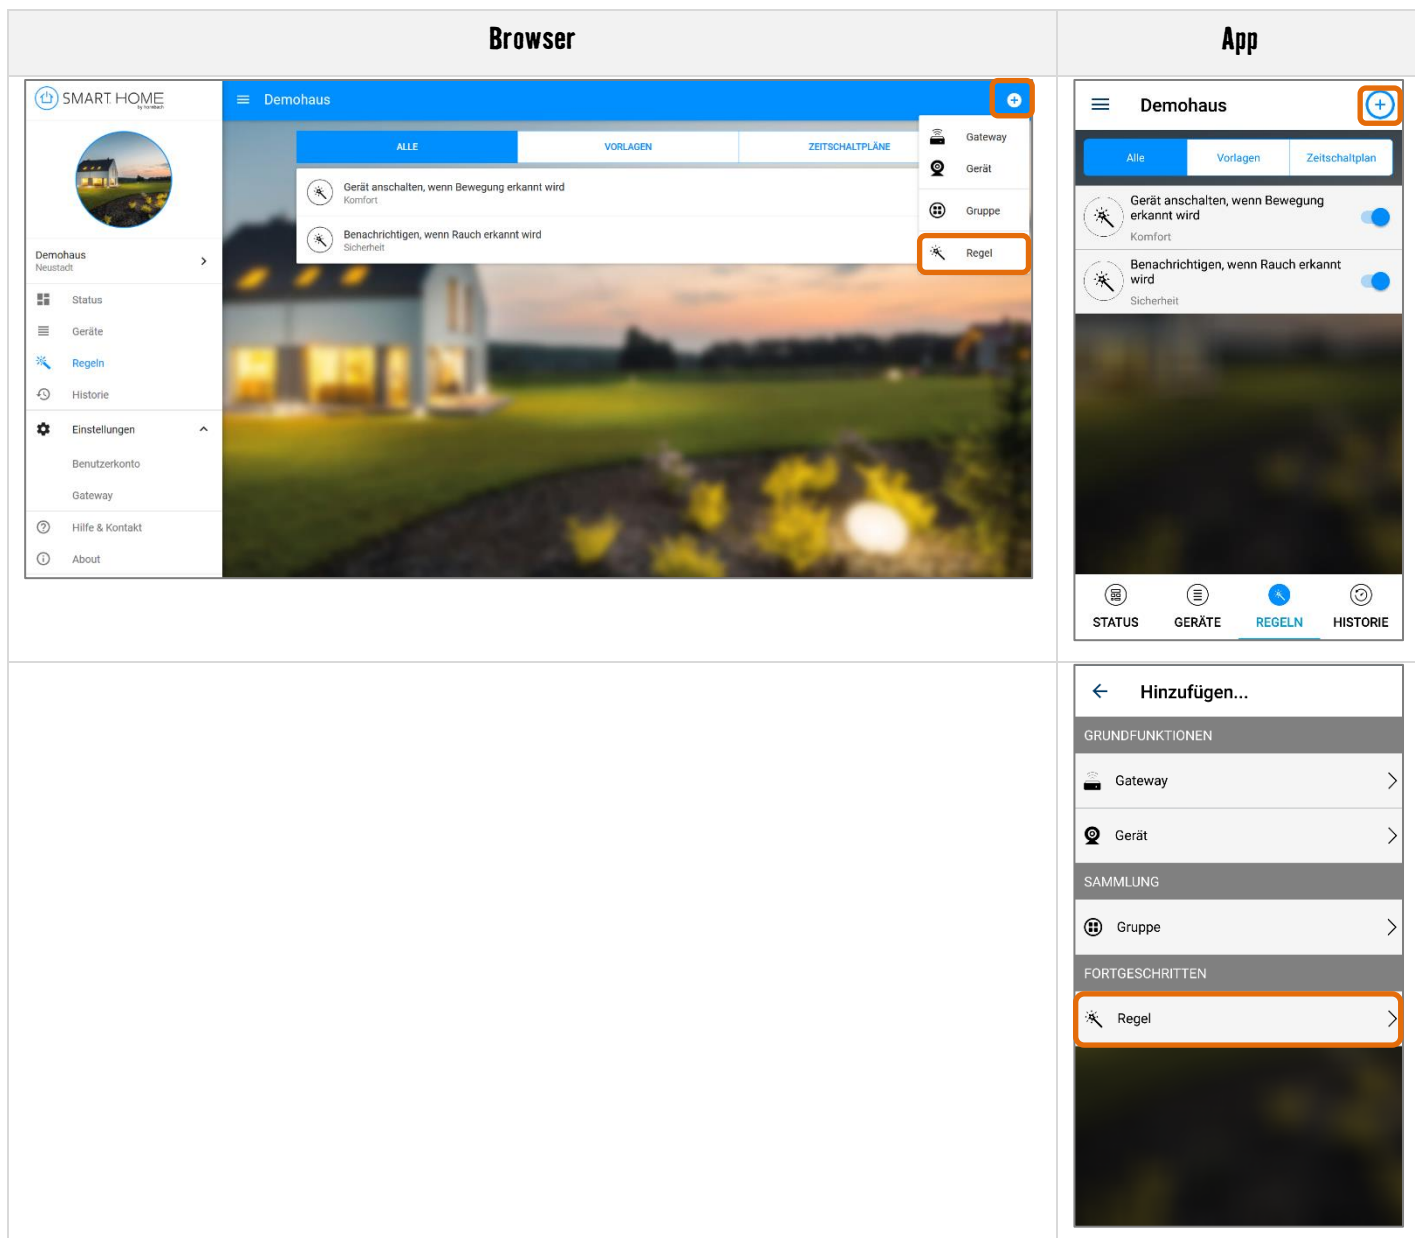 Browser
App
SMART HOME
by hornbach
Demohaus
Gateway
Gerät
Gruppe
Regel
ALLE
VORLAGEN
ZEITSCHALTPLÄNE
Gerät anschalten, wenn Bewegung erkannt wird
Komfort
Benachrichtigen, wenn Rauch erkannt wird
Sicherheit
Demohaus
Neustadt
Status
Geräte
Regeln
Historie
Einstellungen
Benutzerkonto
Gateway
Hilfe & Kontakt
About
Demohaus
Alle
Vorlagen
Zeitschaltplan
Gerät anschalten, wenn Bewegung
erkannt wird
Komfort
Benachrichtigen, wenn Rauch erkannt
wird
Sicherheit
STATUS
GERÄTE
REGELN
HISTORIE
Hinzufügen...
GRUNDFUNKTIONEN
Gateway
Gerät
SAMMLUNG
Gruppe
FORTGESCHRITTEN
Regel